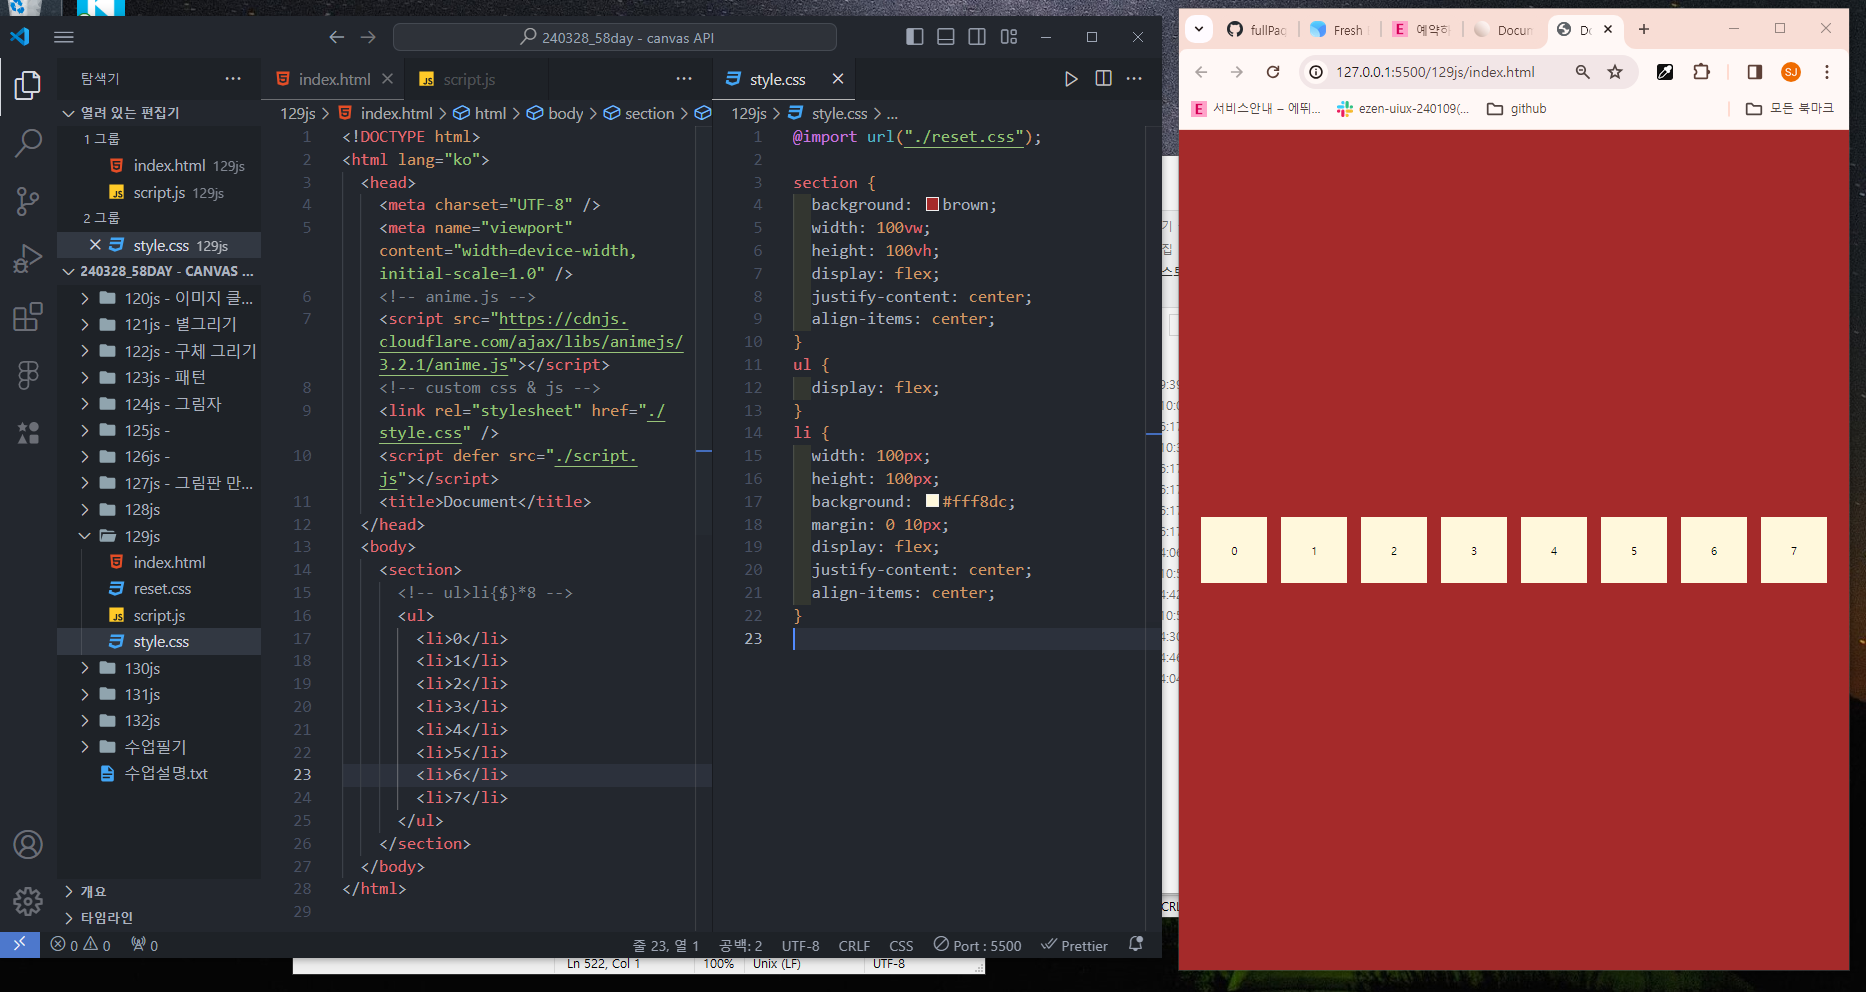 240328_58day - canvas API
탐색기
열려 있는 편집기
1 그룹
index.html 129js
script.js 129js
2 그룹
style.css 129js
240328_58DAY - CANVAS ...
120js - 이미지 클...
121js - 별그리기
122js - 구체 그리기
123js - 패턴
124js - 그림자
125js -
126js -
127js - 그림판 만...
128js
129js
index.html
reset.css
script.js
style.css
130js
131js
132js
수업필기
수업설명.txt
개요
타임라인
index.html
script.js
129js > index.html > html > body > section >
1 <!DOCTYPE html>
2 <html lang="ko">
3 <head>
4 <meta charset="UTF-8" />
5 <meta name="viewport"
content="width=device-width,
initial-scale=1.0" />
6 <!-- anime.js -->
7 <script src="https://cdnjs.
cloudflare.com/ajax/libs/animejs/
3.2.1/anime.js"></script>
8 <!-- custom css & js -->
9 <link rel="stylesheet" href="./
style.css" />
10 <script defer src="./script.
js"></script>
11 <title>Document</title>
12 </head>
13 <body>
14 <section>
15 <!-- ul>li{$}*8 -->
16 <ul>
17 <li>0</li>
18 <li>1</li>
19 <li>2</li>
20 <li>3</li>
21 <li>4</li>
22 <li>5</li>
23 <li>6</li>
24 <li>7</li>
25 </ul>
26 </section>
27 </body>
28 </html>
29
style.css
129js > style.css > ...
1 @import url("./reset.css");
2
3 section {
4 background: brown;
5 width: 100vw;
6 height: 100vh;
7 display: flex;
8 justify-content: center;
9 align-items: center;
10 }
11 ul {
12 display: flex;
13 }
14 li {
15 width: 100px;
16 height: 100px;
17 background: #fff8dc;
18 margin: 0 10px;
19 display: flex;
20 justify-content: center;
21 align-items: center;
22 }
23
0 0 0
줄 23, 열 1 공백: 2 UTF-8 CRLF CSS Port : 5500 Prettier
Ln 522, Col 1 100% Unix (LF) UTF-8
fullPag Fresh 예약하 Docun Do
127.0.0.1:5500/129js/index.html
SJ
서비스안내 – 에뛰... ezen-uiux-240109(... github 모든 북마크
0 1 2 3 4 5 6 7